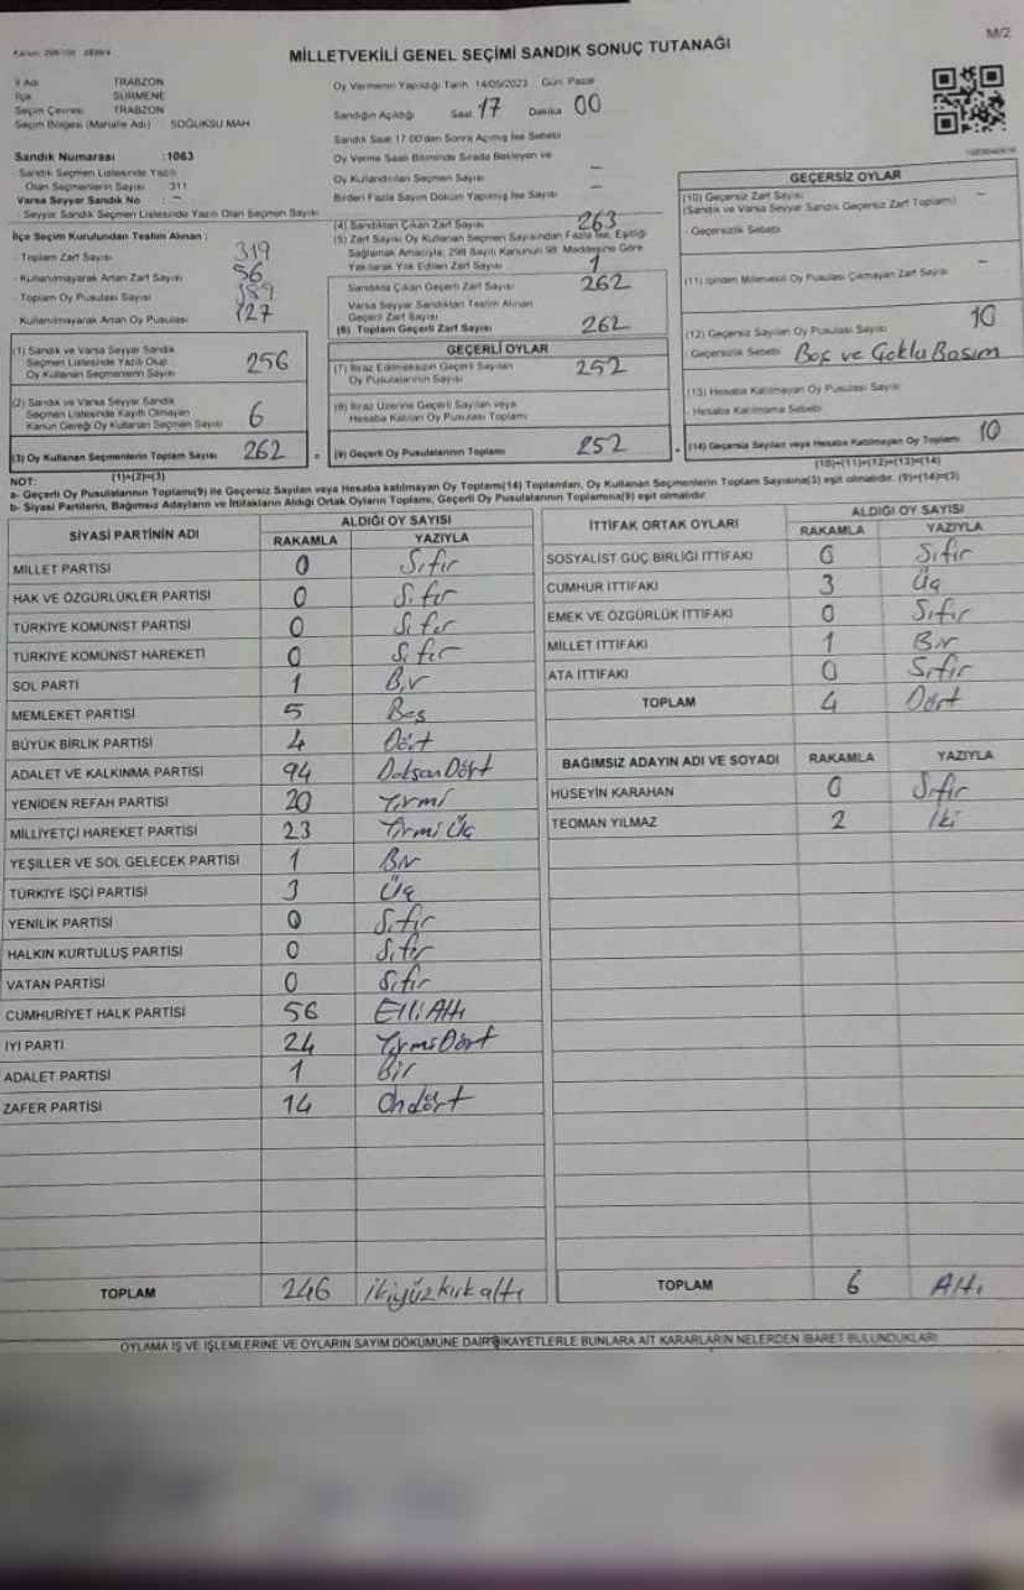 M/2
MİLLETVEKİLİ GENEL SEÇİMİ SANDIK SONUÇ TUTANAĞI
İl Adı TRABZON
İlçe SÜRMENE
Seçim Çevresi TRABZON
Seçim Bölgesi (Mahalle Adı) SOĞUKSU MAH
Sandık Numarası :1063
Sandık Seçmen Listesinde Yazılı
Olan Seçmenlerin Sayısı 311
Varsa Seyyar Sandık No : -
Seyyar Sandık Seçmen Listesinde Yazılı Olan Seçmen Sayısı
Oy Vermenin Yapıldığı Tarih 14/05/2023 Gün Pazar
Sandığın Açıldığı Saat 17 Dakika 00
Sandık Saat 17:00'den Sonra Açılmış İse Sebebi
Oy Verme Saati Bitiminde Sırada Bekleyen ve
Oy Kullandırılan Seçmen Sayısı -
Birden Fazla Sayım Döküm Yapılmış İse Sayısı -
İlçe Seçim Kurulundan Teslim Alınan :
Toplam Zarf Sayısı 319
Kullanılmayarak Artan Zarf Sayısı 56
Toplam Oy Pusulası Sayısı 389
Kullanılmayarak Artan Oy Pusulası 127
(1) Sandık ve Varsa Seyyar Sandık
Seçmen Listesinde Yazılı Olup
Oy Kullanan Seçmenlerin Sayısı 256
(2) Sandık ve Varsa Seyyar Sandık
Seçmen Listesinde Kayıtlı Olmayan
Kanun Gereği Oy Kullanan Seçmen Sayısı 6
(3) Oy Kullanan Seçmenlerin Toplam Sayısı 262
(1)+(2)=(3)
(4) Sandıktan Çıkan Zarf Sayısı 263
(5) Zarf Sayısı Oy Kullanan Seçmen Sayısından Fazla İse, Eşitliği
Sağlamak Amacıyla, 298 Sayılı Kanunun 98. Maddesine Göre
Yakılarak Yok Edilen Zarf Sayısı 1
Sandıkta Çıkan Geçerli Zarf Sayısı 262
Varsa Seyyar Sandıktan Teslim Alınan
Geçerli Zarf Sayısı
(6) Toplam Geçerli Zarf Sayısı 262
GEÇERLİ OYLAR
(7) İtiraz Edilmeksizin Geçerli Sayılan
Oy Pusulalarının Sayısı 252
(8) İtiraz Üzerine Geçerli Sayılan veya
Hesaba Katılan Oy Pusulası Toplamı
(9) Geçerli Oy Pusulalarının Toplamı 252
GEÇERSİZ OYLAR
(10) Geçersiz Zarf Sayısı -
(Sandık ve Varsa Seyyar Sandık Geçersiz Zarf Toplamı)
Geçersizlik Sebebi
(11) İçinden Milletvekili Oy Pusulası Çıkmayan Zarf Sayısı -
(12) Geçersiz Sayılan Oy Pusulası Sayısı 10
Geçersizlik Sebebi Boş ve Çoklu Basım
(13) Hesaba Katılmayan Oy Pusulası Sayısı
Hesaba Katılmama Sebebi
(14) Geçersiz Sayılan veya Hesaba Katılmayan Oy Toplamı 10
(10)+(11)+(12)+(13)=(14)
NOT:
a- Geçerli Oy Pusulalarının Toplamı(9) ile Geçersiz Sayılan veya Hesaba katılmayan Oy Toplamı(14) Toplamları, Oy Kullanan Seçmenlerin Toplam Sayısına(3) eşit olmalıdır. (9)+(14)=(3)
b- Siyasi Partilerin, Bağımsız Adayların ve İttifakların Aldığı Ortak Oyların Toplamı, Geçerli Oy Pusulalarının Toplamına(9) eşit olmalıdır
SİYASİ PARTİNİN ADI ALDIĞI OY SAYISI
RAKAMLA YAZIYLA
MİLLET PARTİSİ 0 Sıfır
HAK VE ÖZGÜRLÜKLER PARTİSİ 0 Sıfır
TÜRKİYE KOMÜNİST PARTİSİ 0 Sıfır
TÜRKİYE KOMÜNİST HAREKETİ 0 Sıfır
SOL PARTİ 1 Bir
MEMLEKET PARTİSİ 5 Beş
BÜYÜK BİRLİK PARTİSİ 4 Dört
ADALET VE KALKINMA PARTİSİ 94 DoksanDört
YENİDEN REFAH PARTİSİ 20 Yirmi
MİLLİYETÇİ HAREKET PARTİSİ 23 Yirmi Üç
YEŞİLLER VE SOL GELECEK PARTİSİ 1 Bir
TÜRKİYE İŞÇİ PARTİSİ 3 Üç
YENİLİK PARTİSİ 0 Sıfır
HALKIN KURTULUŞ PARTİSİ 0 Sıfır
VATAN PARTİSİ 0 Sıfır
CUMHURİYET HALK PARTİSİ 56 Elli Altı
İYİ PARTİ 24 YirmiDört
ADALET PARTİSİ 1 Bir
ZAFER PARTİSİ 14 Ondört
TOPLAM 246 ikiyüzkırkaltı
İTTİFAK ORTAK OYLARI ALDIĞI OY SAYISI
RAKAMLA YAZIYLA
SOSYALİST GÜÇ BİRLİĞİ İTTİFAKI 0 Sıfır
CUMHUR İTTİFAKI 3 Üç
EMEK VE ÖZGÜRLÜK İTTİFAKI 0 Sıfır
MİLLET İTTİFAKI 1 Bir
ATA İTTİFAKI 0 Sıfır
TOPLAM 4 Dört
BAĞIMSIZ ADAYIN ADI VE SOYADI RAKAMLA YAZIYLA
HÜSEYİN KARAHAN 0 Sıfır
TEOMAN YILMAZ 2 İki
TOPLAM 6 Altı
OYLAMA İŞ VE İŞLEMLERİNE VE OYLARIN SAYIM DÖKÜMÜNE DAİR ŞİKAYETLERLE BUNLARA AİT KARARLARIN NELERDEN İBARET BULUNDUKLARI